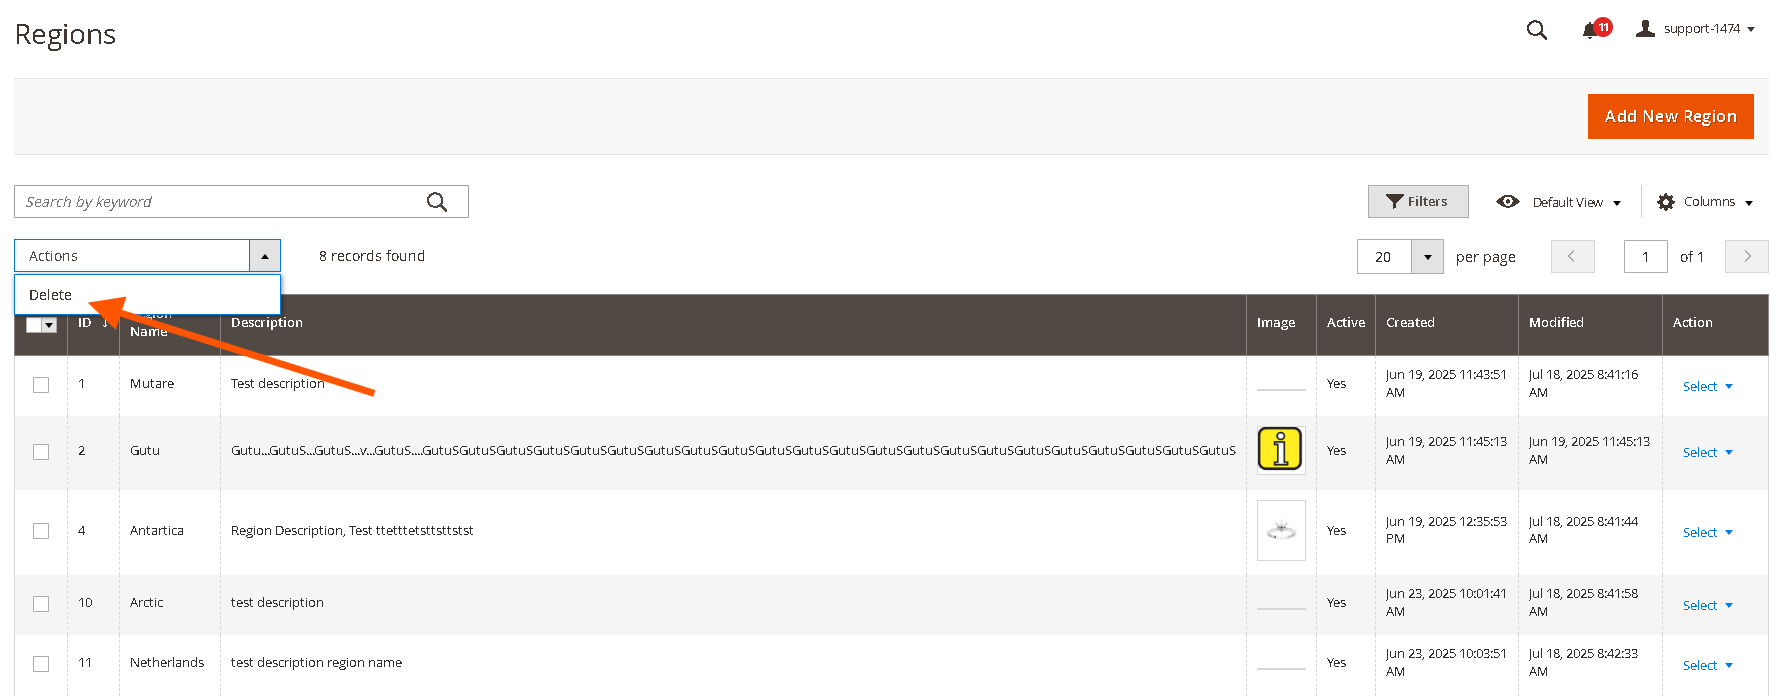 Regions
11
support-1474
Add New Region
Search by keyword
Filters
Default View
Columns
Actions
8 records found
20
per page
1
of 1
Delete
ID
Name
Description
Image
Active
Created
Modified
Action
1
Mutare
Test description
Yes
Jun 19, 2025 11:43:51
AM
Jul 18, 2025 8:41:16
AM
Select
2
Gutu
Gutu...GutuS...GutuS...v...GutuS....GutuSGutuSGutuSGutuSGutuSGutuSGutuSGutuSGutuSGutuSGutuSGutuSGutuSGutuSGutuSGutuSGutuSGutuSGutuSGutuSGutuSGutuS
i
Yes
Jun 19, 2025 11:45:13
AM
Jun 19, 2025 11:45:13
AM
Select
4
Antartica
Region Description, Test ttetttetsttsttstst
Yes
Jun 19, 2025 12:35:53
PM
Jul 18, 2025 8:41:44
AM
Select
10
Arctic
test description
Yes
Jun 23, 2025 10:01:41
AM
Jul 18, 2025 8:41:58
AM
Select
11
Netherlands
test description region name
Yes
Jun 23, 2025 10:03:51
AM
Jul 18, 2025 8:42:33
AM
Select